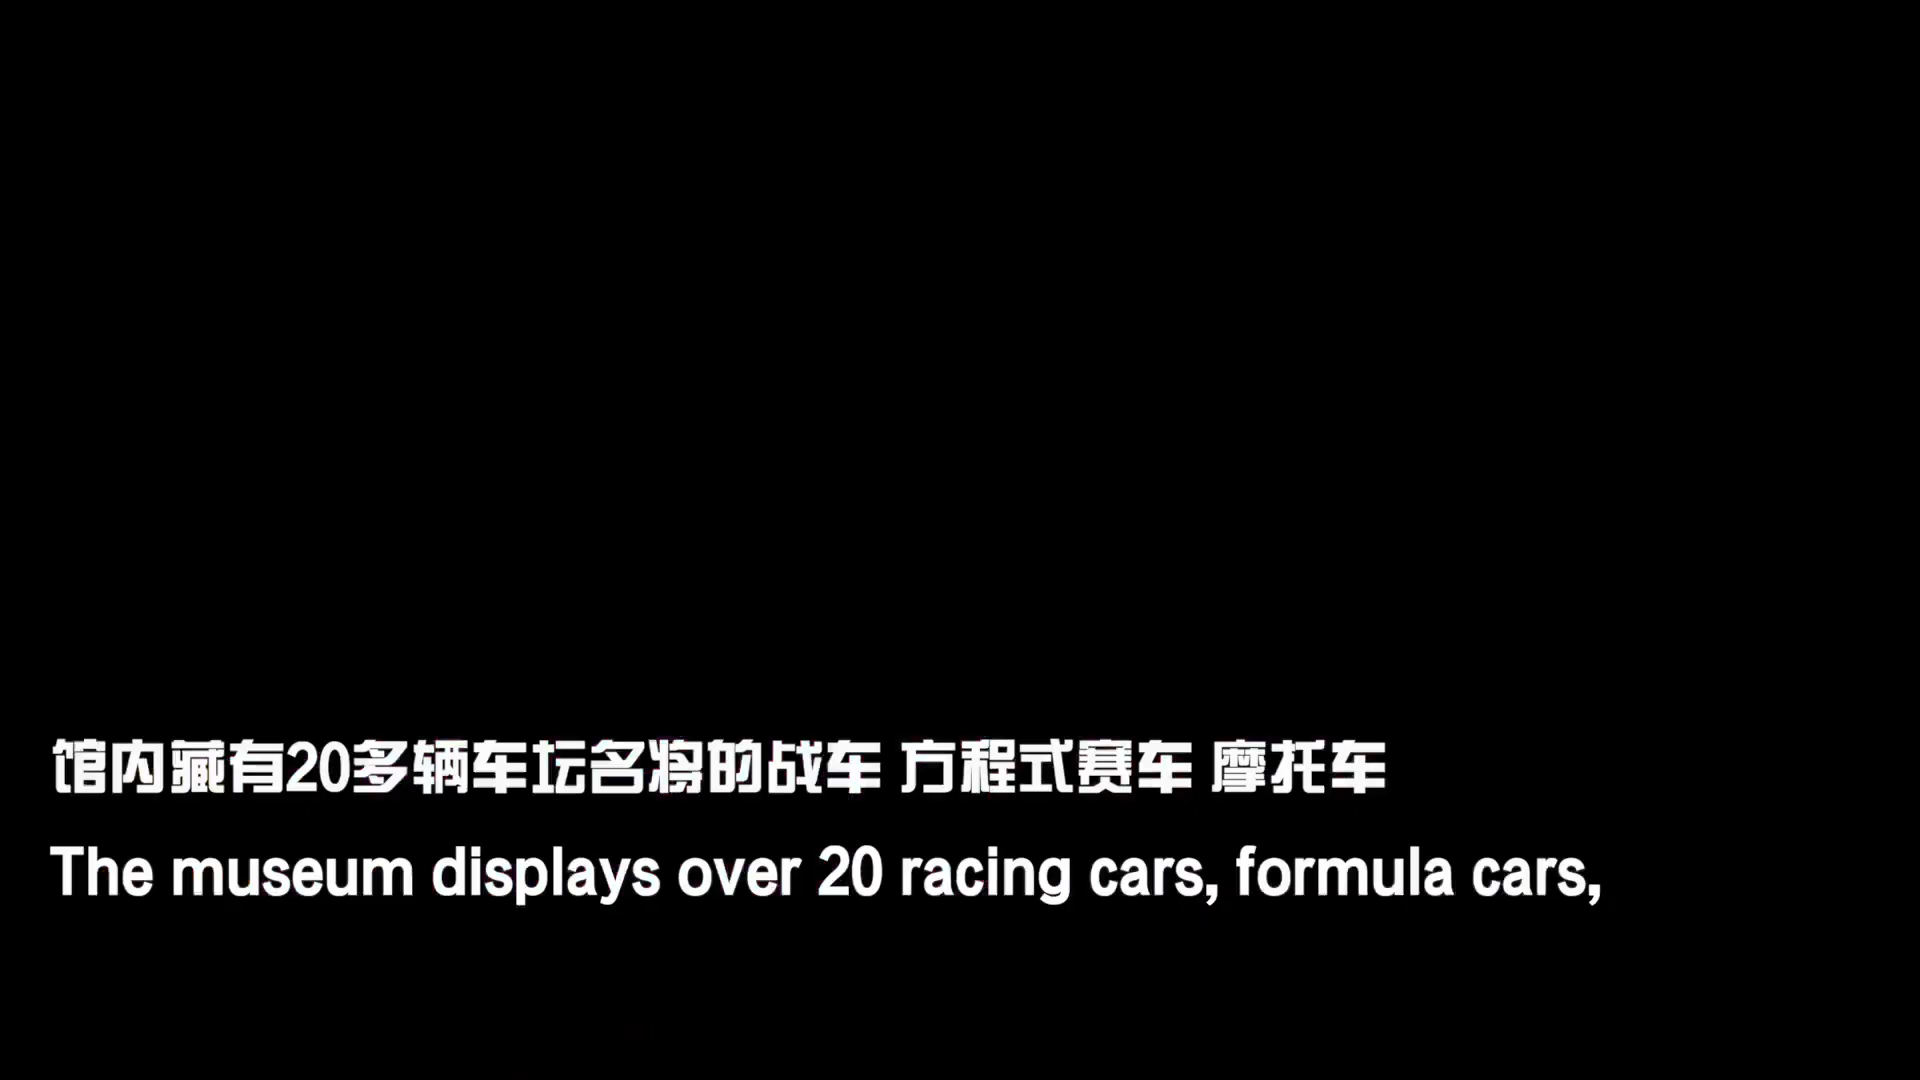 馆内藏有20多辆车坛名将的战车 方程式赛车 摩托车
The museum displays over 20 racing cars, formula cars,